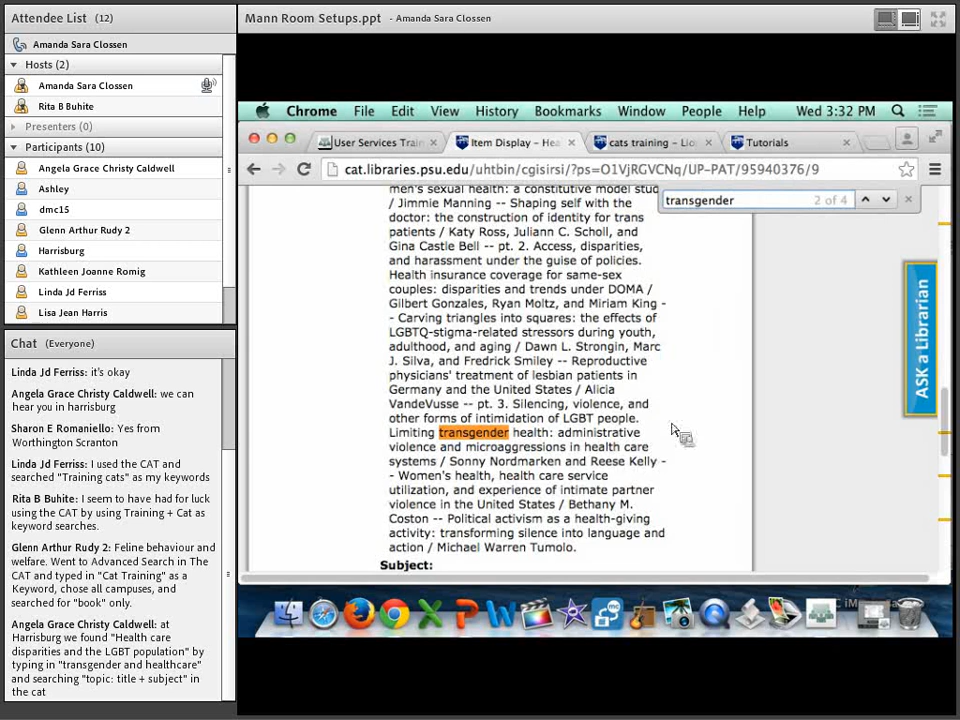 Attendee List (12)
Amanda Sara Clossen
Hosts (2)
Amanda Sara Clossen
Rita B Buhite
Presenters (0)
Participants (10)
Angela Grace Christy Caldwell
Ashley
dmc15
Glenn Arthur Rudy 2
Harrisburg
Kathleen Joanne Romig
Linda Jd Ferriss
Lisa Jean Harris
Chat (Everyone)
Linda Jd Ferriss: it's okay
Angela Grace Christy Caldwell: we can
hear you in harrisburg
Sharon E Romaniello: Yes from
Worthington Scranton
Linda Jd Ferriss: I used the CAT and
searched "Training cats" as my keywords
Rita B Buhite: I seem to have had for luck
using the CAT by using Training + Cat as
keyword searches.
Glenn Arthur Rudy 2: Feline behaviour and
welfare. Went to Advanced Search in The
CAT and typed in "Cat Training" as a
Keyword, chose all campuses, and
searched for "book" only.
Angela Grace Christy Caldwell: at
Harrisburg we found "Health care
disparities and the LGBT population" by
typing in "transgender and healthcare"
and searching "topic: title + subject" in
the cat
Mann Room Setups.ppt - Amanda Sara Clossen
Chrome File Edit View History Bookmarks Window People Help Wed 3:32 PM
User Services Train
Item Display - Hea
cats training - Lio
Tutorials
cat.libraries.psu.edu/uhtbin/cgisirsi/?ps=O1VjRGVCNq/UP-PAT/95940376/9
transgender 2 of 4
men's sexual health: a constitutive model stud
/ Jimmie Manning -- Shaping self with the
doctor: the construction of identity for trans
patients / Katy Ross, Juliann C. Scholl, and
Gina Castle Bell -- pt. 2. Access, disparities,
and harassment under the guise of policies.
Health insurance coverage for same-sex
couples: disparities and trends under DOMA /
Gilbert Gonzales, Ryan Moltz, and Miriam King -
- Carving triangles into squares: the effects of
LGBTQ-stigma-related stressors during youth,
adulthood, and aging / Dawn L. Strongin, Marc
J. Silva, and Fredrick Smiley -- Reproductive
physicians' treatment of lesbian patients in
Germany and the United States / Alicia
VandeVusse -- pt. 3. Silencing, violence, and
other forms of intimidation of LGBT people.
Limiting transgender health: administrative
violence and microaggressions in health care
systems / Sonny Nordmarken and Reese Kelly -
- Women's health, health care service
utilization, and experience of intimate partner
violence in the United States / Bethany M.
Coston -- Political activism as a health-giving
activity: transforming silence into language and
action / Michael Warren Tumolo.
Subject:
ASK a Librarian